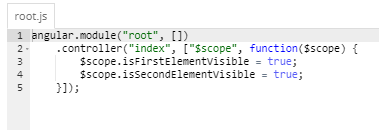 root.js
1 angular.module("root", [])
2 .controller("index", ["$scope", function($scope) {
3 $scope.isFirstElementVisible = true;
4 $scope.isSecondElementVisible = true;
5 }]);